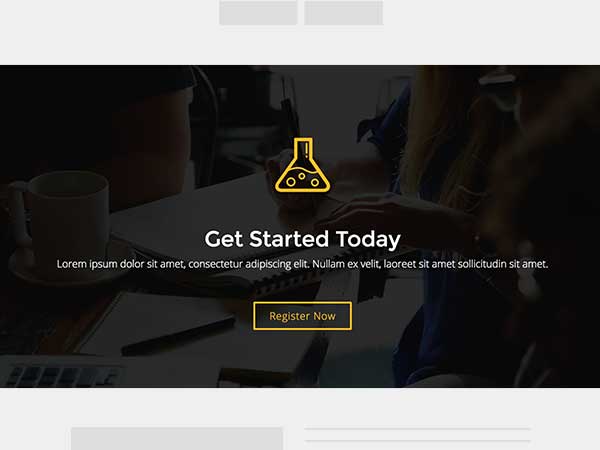 Get Started Today
Lorem ipsum dolor sit amet, consectetur adipiscing elit. Nullam ex velit, laoreet sit amet sollicitudin sit amet.
Register Now